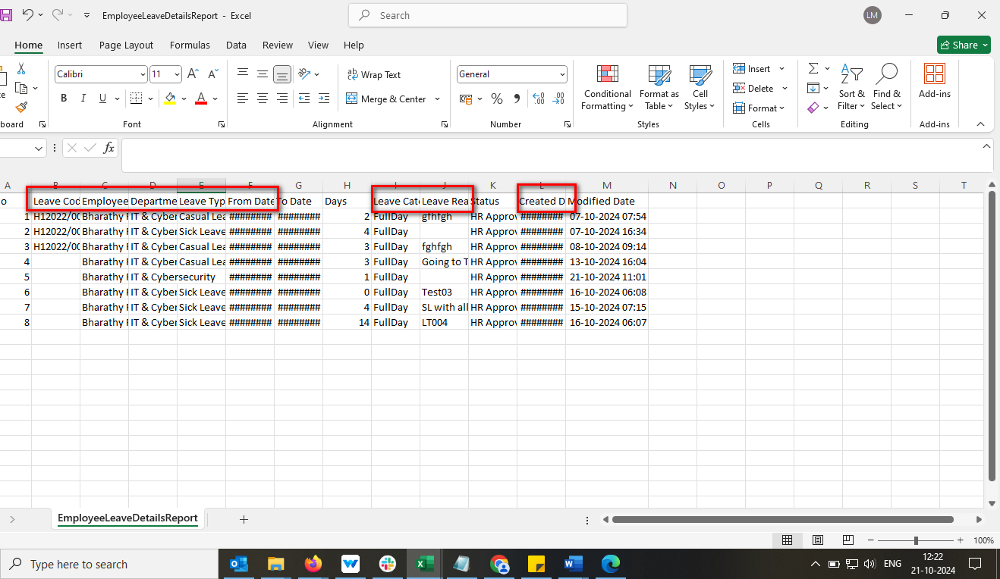 EmployeeLeaveDetailsReport - Excel
Search
LM
Home Insert Page Layout Formulas Data Review View Help
Share
Calibri 11
Wrap Text
General
Conditional Formatting
Format as Table
Cell Styles
Insert
Delete
Format
Sort & Filter
Find & Select
Add-ins
B I U
Merge & Center
board Font Alignment Number Styles Cells Editing Add-ins
fx
A B C D E F G H I J K L M N O P Q R S T
o Leave Cod Employee Departme Leave Typ From Date To Date Days Leave Cate Leave Rea Status Created D Modified Date
1 H12022/00 Bharathy IT & Cyber Casual Lea ######## ######## 2 FullDay gfhfgh HR Approv ######## 07-10-2024 07:54
2 H12022/00 Bharathy IT & Cyber Sick Leave ######## ######## 4 FullDay HR Approv ######## 07-10-2024 16:34
3 H12022/00 Bharathy IT & Cyber Casual Lea ######## ######## 3 FullDay fghfgh HR Approv ######## 08-10-2024 09:14
4 Bharathy IT & Cyber Casual Lea ######## ######## 3 FullDay Going to T HR Approv ######## 13-10-2024 16:04
5 Bharathy IT & Cybersecurity ######## ######## 1 FullDay HR Approv ######## 21-10-2024 11:01
6 Bharathy IT & Cyber Sick Leave ######## ######## 0 FullDay Test03 HR Approv ######## 16-10-2024 06:08
7 Bharathy IT & Cyber Sick Leave ######## ######## 4 FullDay SL with all HR Approv ######## 15-10-2024 07:15
8 Bharathy IT & Cyber Sick Leave ######## ######## 14 FullDay LT004 HR Approv ######## 16-10-2024 06:07
EmployeeLeaveDetailsReport
100%
Type here to search
ENG
12:22
21-10-2024